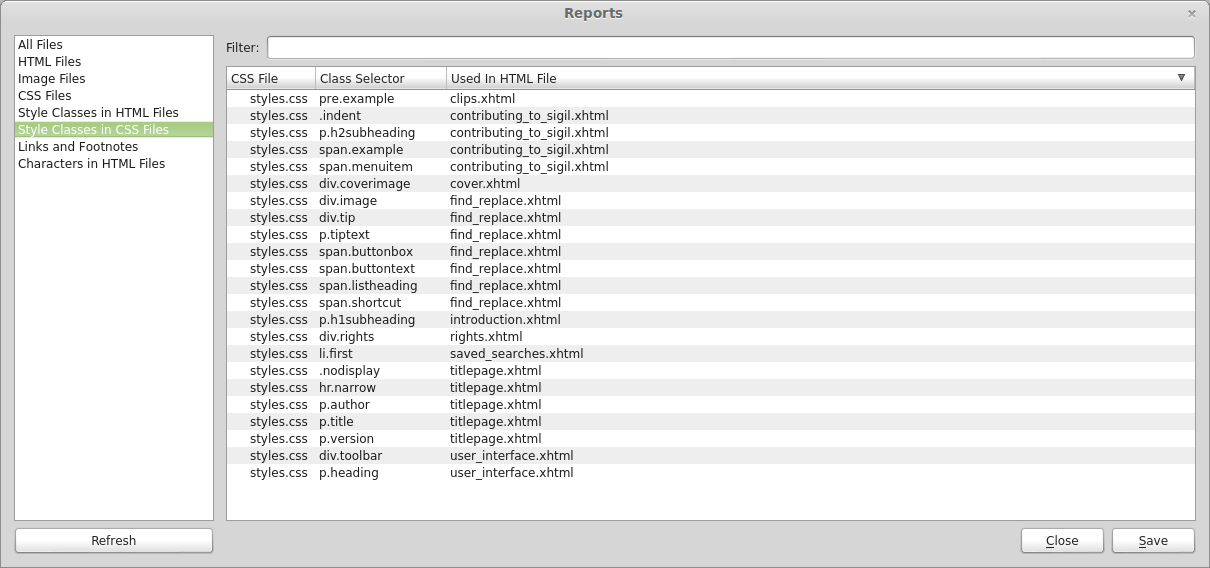 Reports
All Files
HTML Files
Image Files
CSS Files
Style Classes in HTML Files
Style Classes in CSS Files
Links and Footnotes
Characters in HTML Files
Refresh
Filter:
CSS File Class Selector Used In HTML File
styles.css pre.example clips.xhtml
styles.css .indent contributing_to_sigil.xhtml
styles.css p.h2subheading contributing_to_sigil.xhtml
styles.css span.example contributing_to_sigil.xhtml
styles.css span.menuitem contributing_to_sigil.xhtml
styles.css div.coverimage cover.xhtml
styles.css div.image find_replace.xhtml
styles.css div.tip find_replace.xhtml
styles.css p.tiptext find_replace.xhtml
styles.css span.buttonbox find_replace.xhtml
styles.css span.buttontext find_replace.xhtml
styles.css span.listheading find_replace.xhtml
styles.css span.shortcut find_replace.xhtml
styles.css p.h1subheading introduction.xhtml
styles.css div.rights rights.xhtml
styles.css li.first saved_searches.xhtml
styles.css .nodisplay titlepage.xhtml
styles.css hr.narrow titlepage.xhtml
styles.css p.author titlepage.xhtml
styles.css p.title titlepage.xhtml
styles.css p.version titlepage.xhtml
styles.css div.toolbar user_interface.xhtml
styles.css p.heading user_interface.xhtml
Close Save